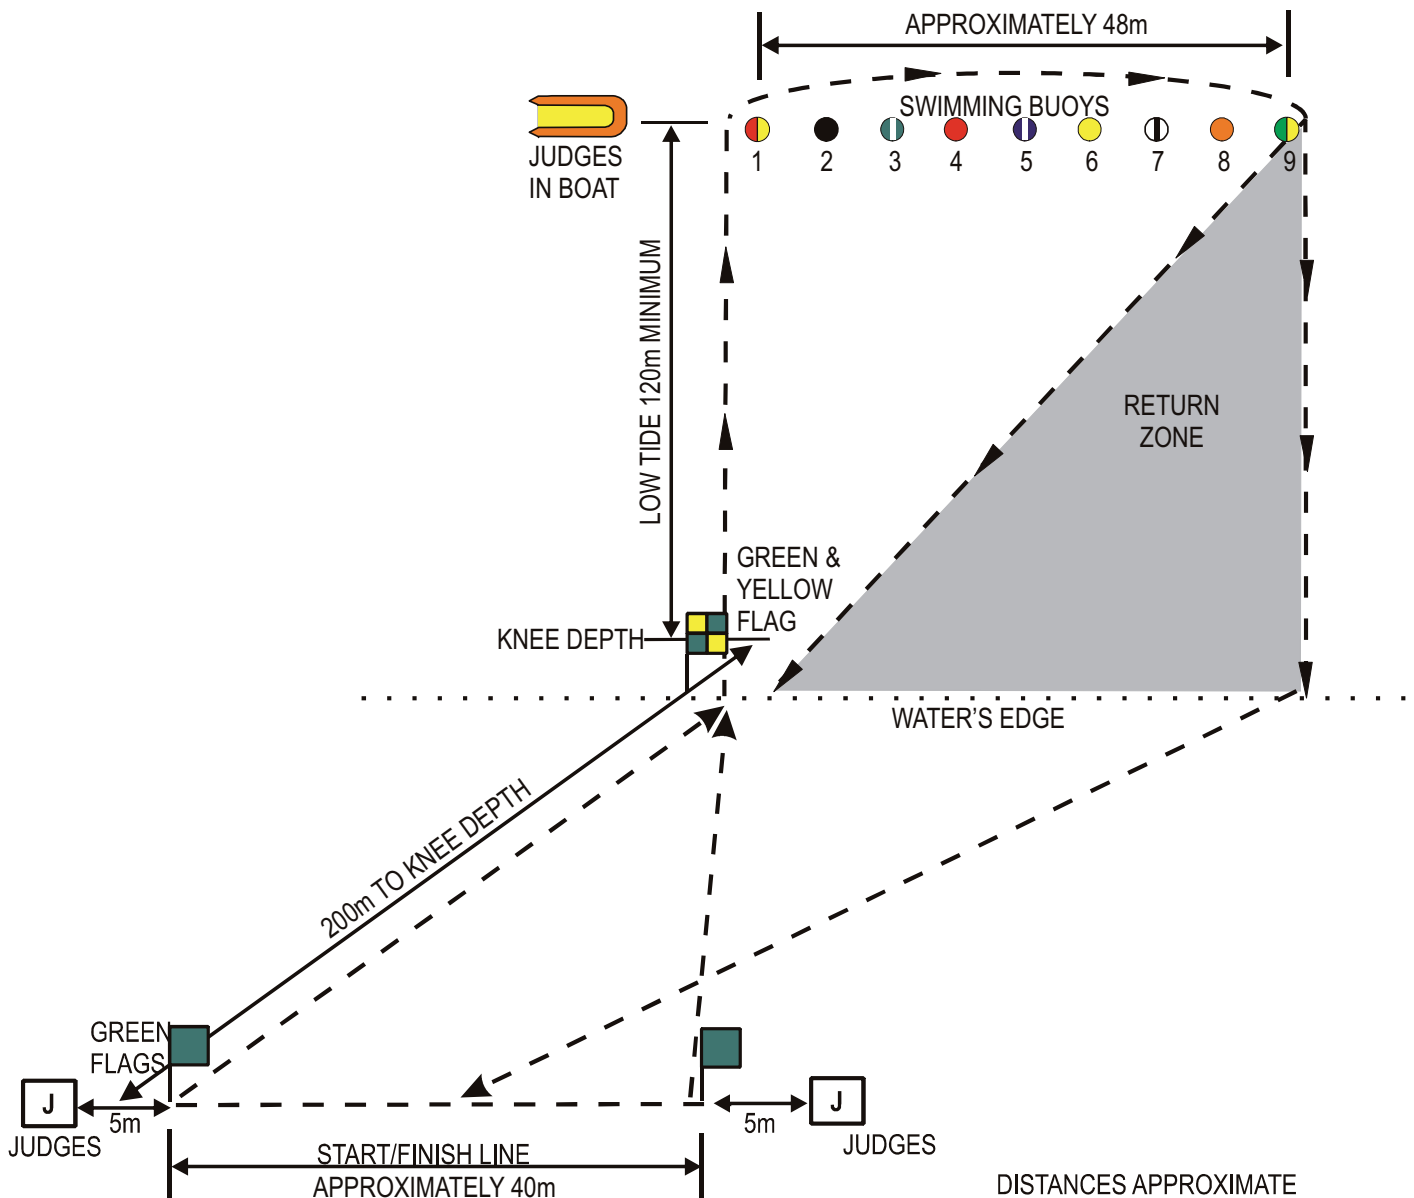 APPROXIMATELY 48m
SWIMMING BUOYS
JUDGES
IN BOAT
1 2 3 4 5 6 7 8 9
LOW TIDE 120m MINIMUM
RETURN
ZONE
GREEN &
YELLOW
FLAG
KNEE DEPTH
WATER'S EDGE
200m TO KNEE DEPTH
GREEN
FLAGS
J
5m
JUDGES
5m
J
JUDGES
START/FINISH LINE
APPROXIMATELY 40m
DISTANCES APPROXIMATE